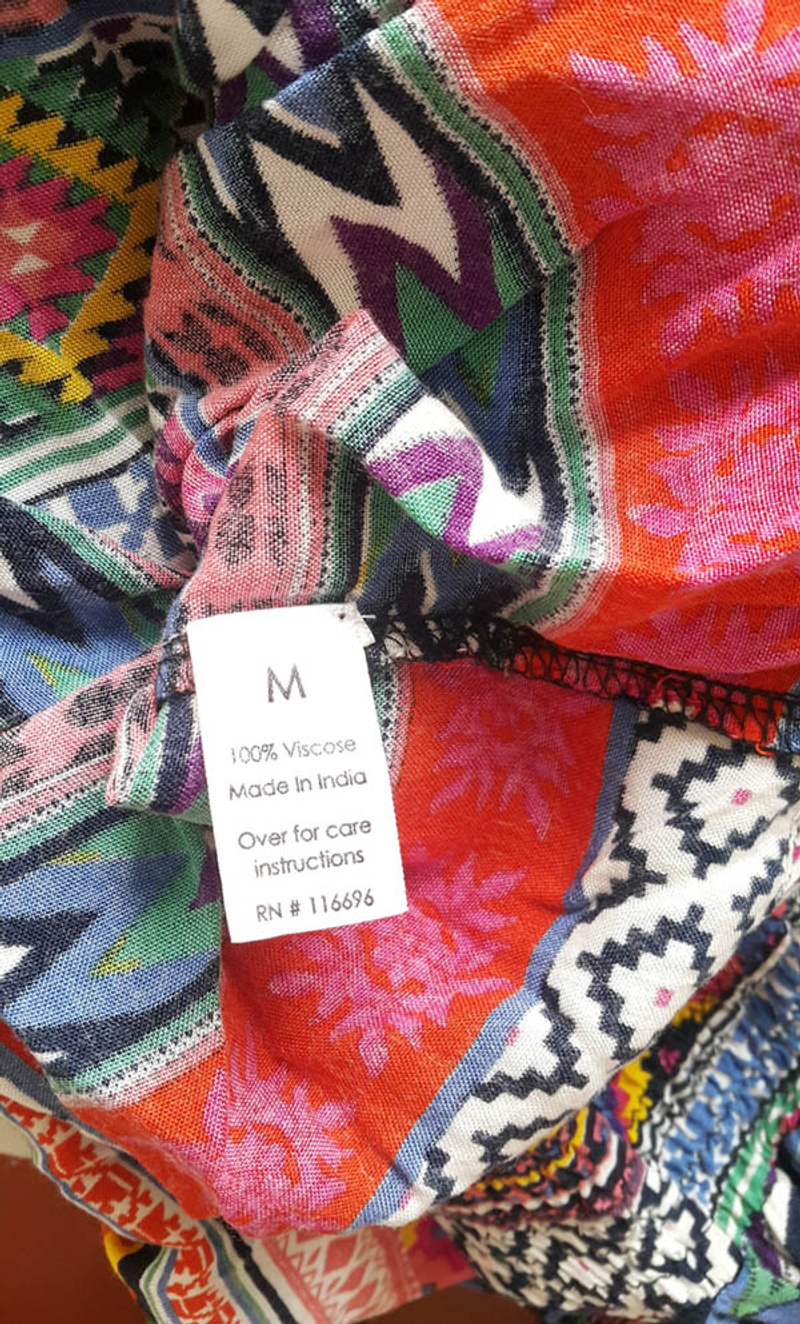 M
100% Viscose
Made In India
Over for care
instructions
RN # 116696